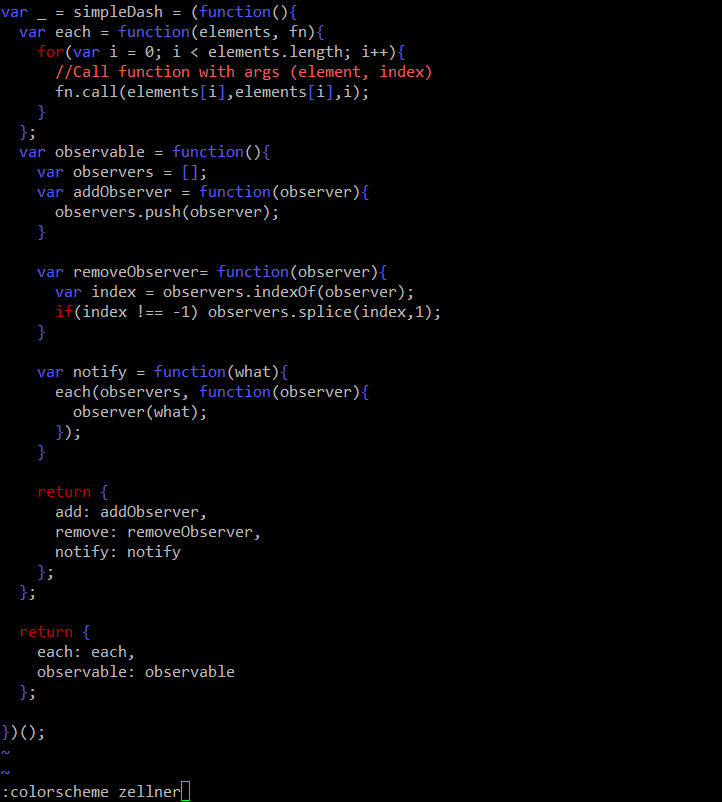 var _ = simpleDash = (function(){
  var each = function(elements, fn){
    for(var i = 0; i < elements.length; i++){
      //Call function with args (element, index)
      fn.call(elements[i],elements[i],i);
    }
  };
  var observable = function(){
    var observers = [];
    var addObserver = function(observer){
      observers.push(observer);
    }

    var removeObserver= function(observer){
      var index = observers.indexOf(observer);
      if(index !== -1) observers.splice(index,1);
    }

    var notify = function(what){
      each(observers, function(observer){
        observer(what);
      });
    }

    return {
      add: addObserver,
      remove: removeObserver,
      notify: notify
    };
  };

  return {
    each: each,
    observable: observable
  };

})();
~
~
:colorscheme zellner